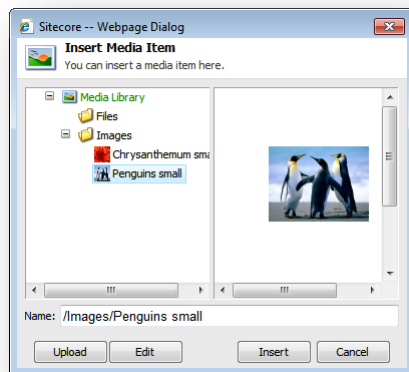 Sitecore -- Webpage Dialog
Insert Media Item
You can insert a media item here.
Media Library
Files
Images
Chrysanthemum sma
Penguins small
Name: /Images/Penguins small
Upload Edit Insert Cancel